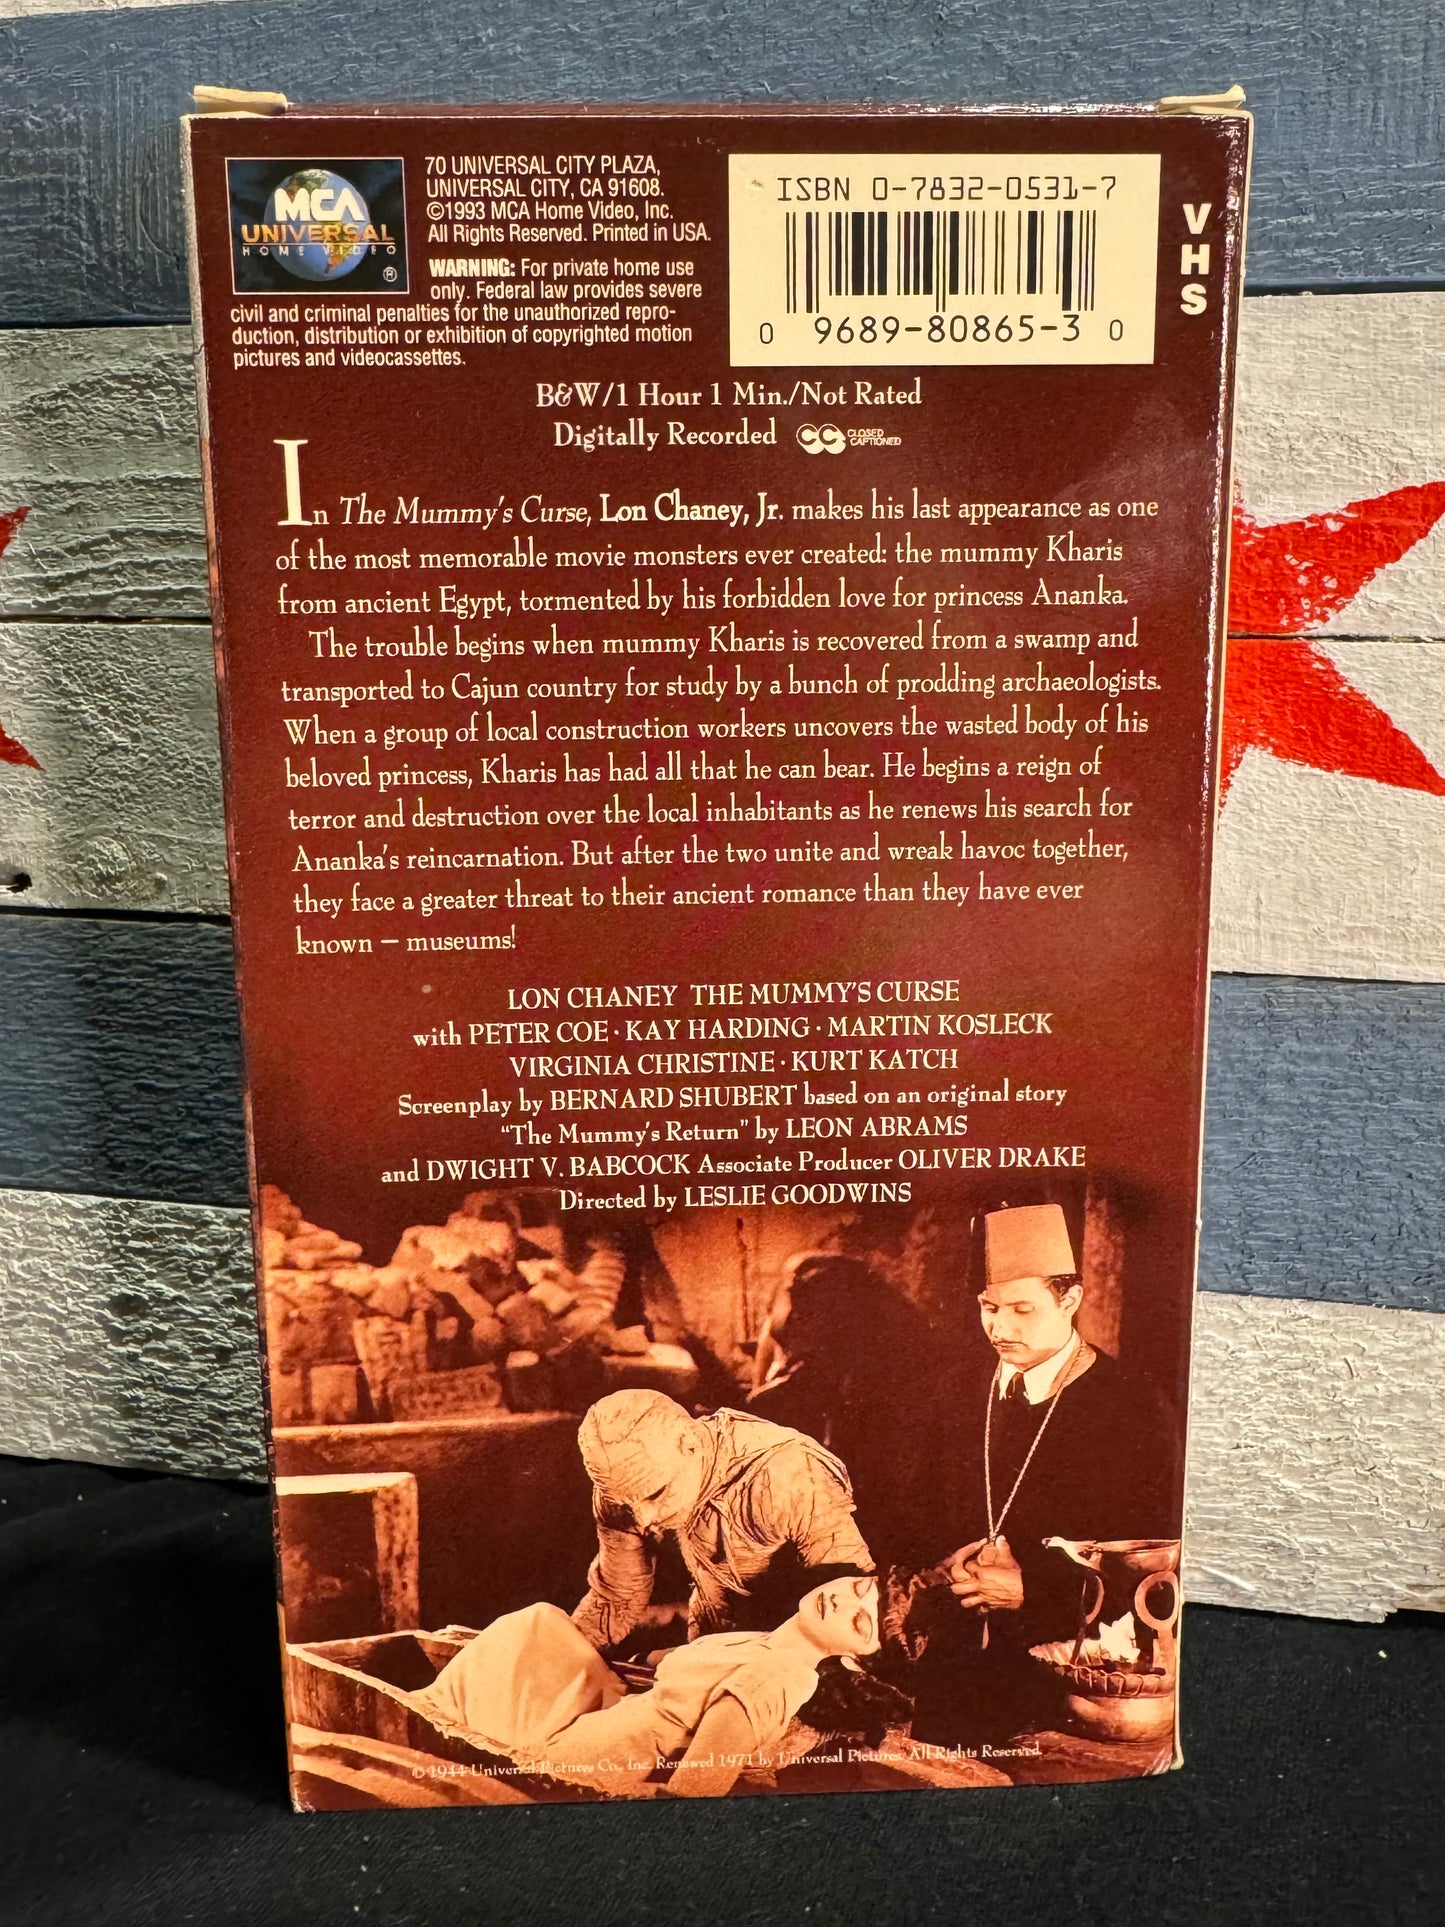 MCA
UNIVERSAL
HOME VIDEO
®
70 UNIVERSAL CITY PLAZA,
UNIVERSAL CITY, CA 91608.
©1993 MCA Home Video, Inc.
All Rights Reserved. Printed in USA.
WARNING: For private home use
only. Federal law provides severe
civil and criminal penalties for the unauthorized repro-
duction, distribution or exhibition of copyrighted motion
pictures and videocassettes.
ISBN 0-7832-0531-7
0 9689-80865-3 0
VHS
B&W/1 Hour 1 Min./Not Rated
Digitally Recorded CC CLOSED CAPTIONED
In The Mummy's Curse, Lon Chaney, Jr. makes his last appearance as one
of the most memorable movie monsters ever created: the mummy Kharis
from ancient Egypt, tormented by his forbidden love for princess Ananka.
The trouble begins when mummy Kharis is recovered from a swamp and
transported to Cajun country for study by a bunch of prodding archaeologists.
When a group of local construction workers uncovers the wasted body of his
beloved princess, Kharis has had all that he can bear. He begins a reign of
terror and destruction over the local inhabitants as he renews his search for
Ananka's reincarnation. But after the two unite and wreak havoc together,
they face a greater threat to their ancient romance than they have ever
known – museums!
LON CHANEY THE MUMMY'S CURSE
with PETER COE · KAY HARDING · MARTIN KOSLECK
VIRGINIA CHRISTINE · KURT KATCH
Screenplay by BERNARD SHUBERT based on an original story
"The Mummy's Return" by LEON ABRAMS
and DWIGHT V. BABCOCK Associate Producer OLIVER DRAKE
Directed by LESLIE GOODWINS
©1944 Universal Pictures Co., Inc. Renewed 1971 by Universal Pictures. All Rights Reserved.